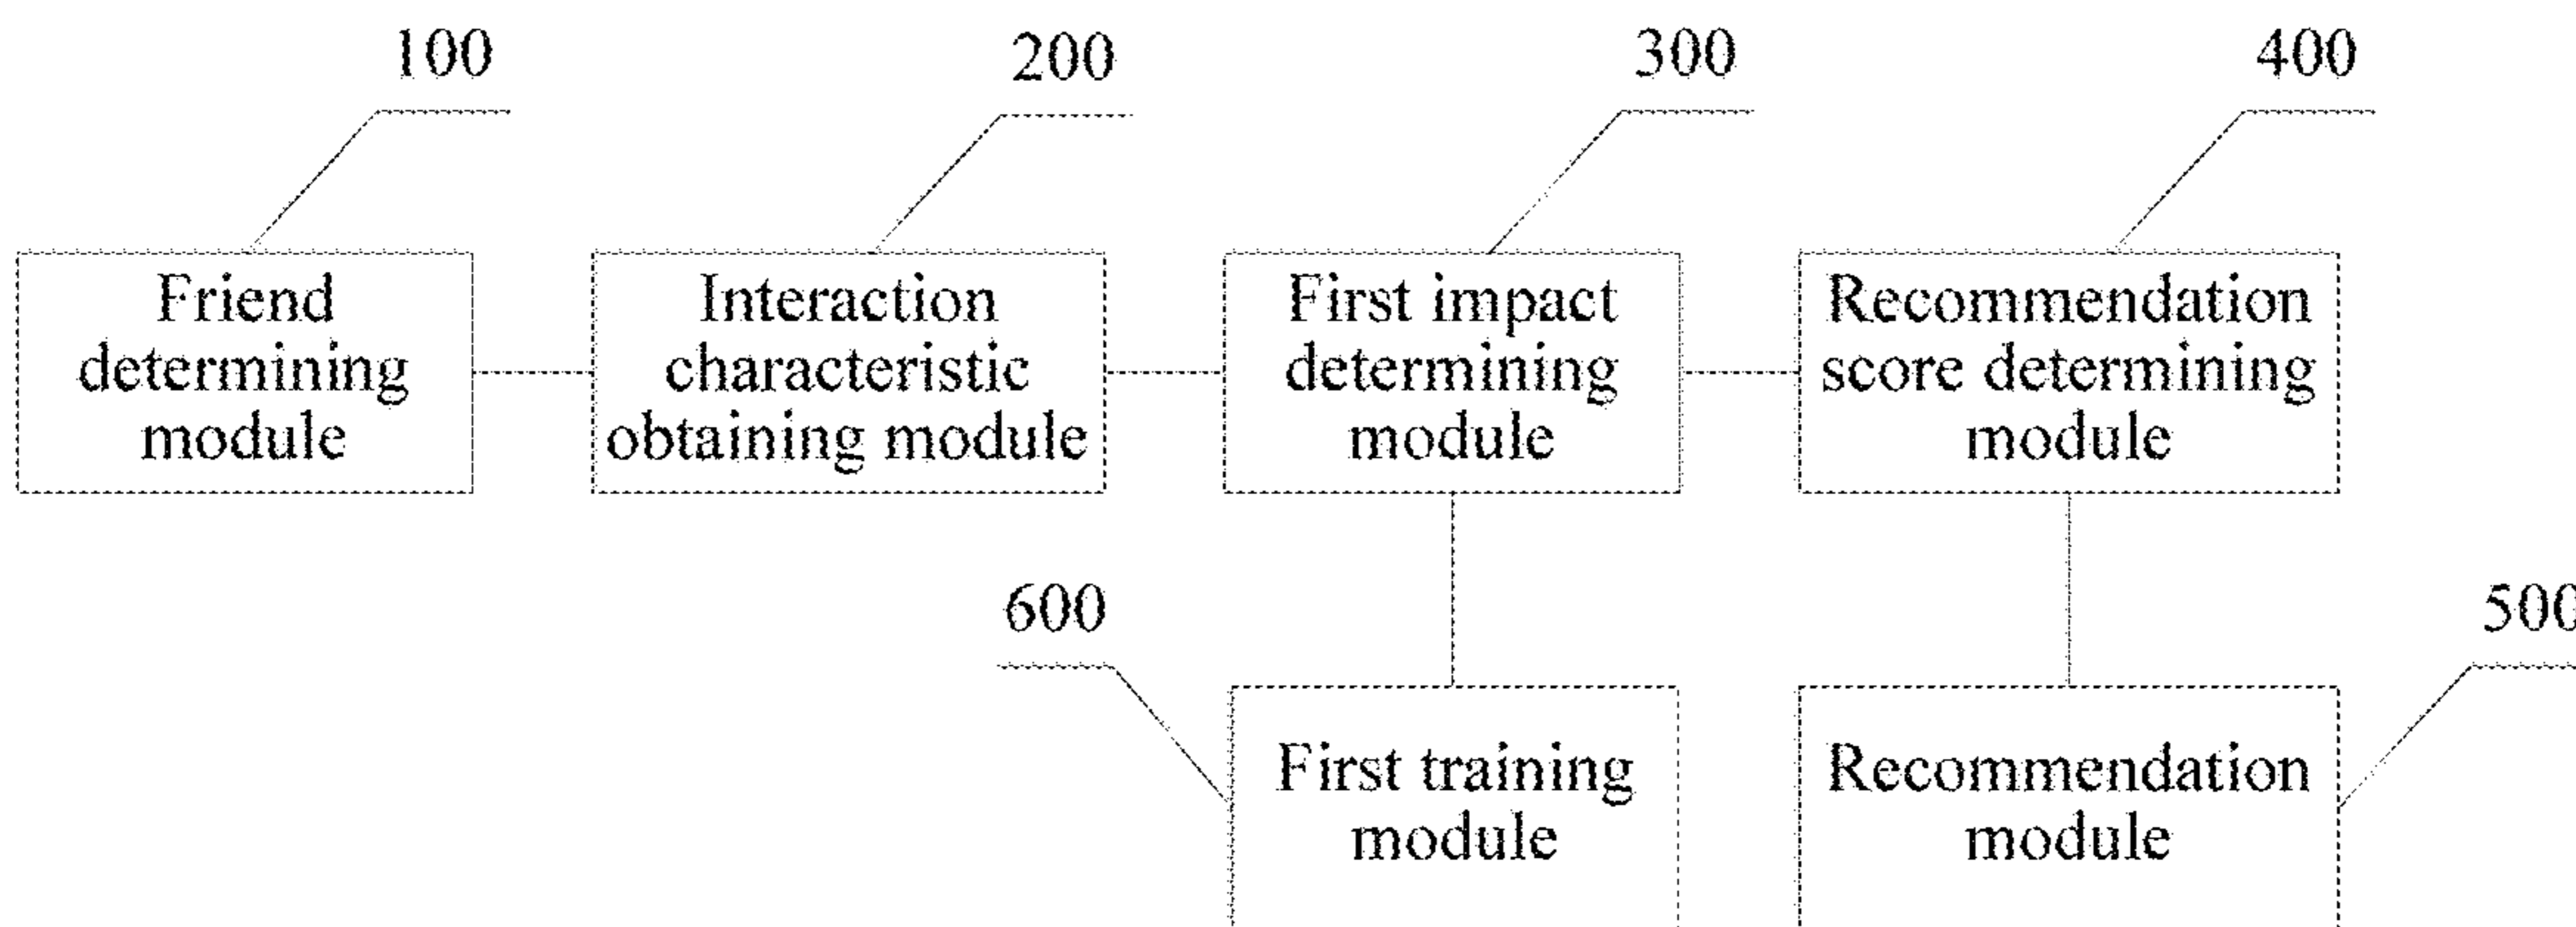 100
200
300
400
Friend
determining
module
Interaction
characteristic
obtaining module
First impact
determining
module
Recommendation
score determining
module
600
500
First training
module
Recommendation
module